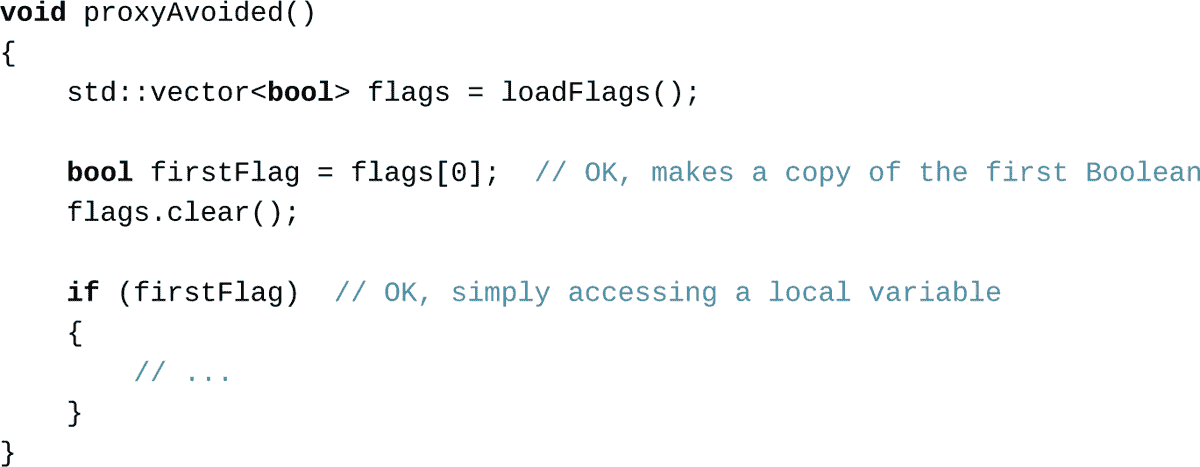 void proxyAvoided()
{
    std::vector<bool> flags = loadFlags();

    bool firstFlag = flags[0];  // OK, makes a copy of the first Boolean
    flags.clear();

    if (firstFlag)  // OK, simply accessing a local variable
    {
        // ...
    }
}